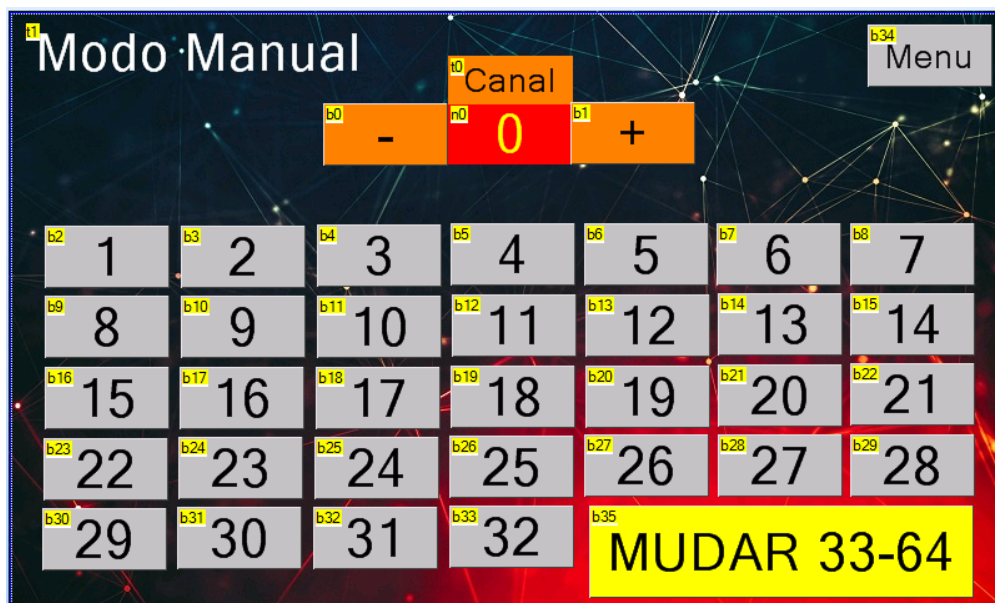 t1 Modo Manual
b34 Menu
t0 Canal
b0 - n0 0 b1 +
b2 1 b3 2 b4 3 b5 4 b6 5 b7 6 b8 7
b9 8 b10 9 b11 10 b12 11 b13 12 b14 13 b15 14
b16 15 b17 16 b18 17 b19 18 b20 19 b21 20 b22 21
b23 22 b24 23 b25 24 b26 25 b27 26 b28 27 b29 28
b30 29 b31 30 b32 31 b33 32 b35 MUDAR 33-64